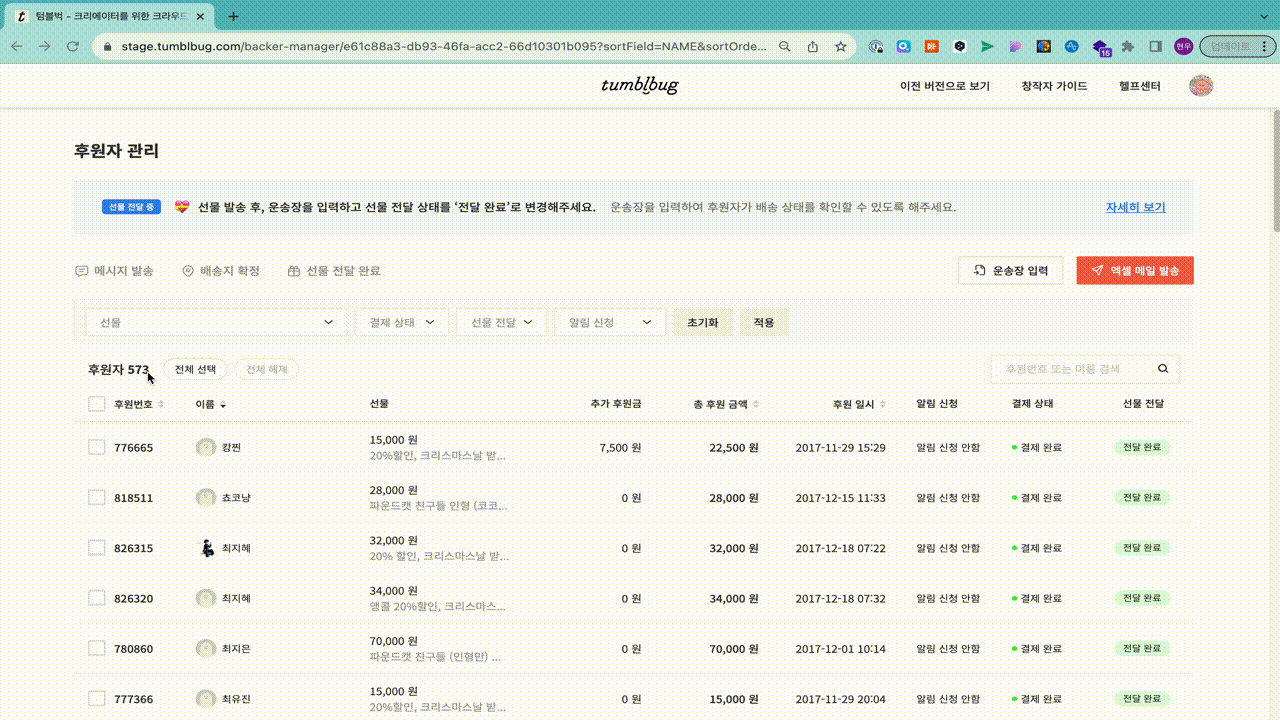 텀블벅 - 크리에이터를 위한 크라우드
stage.tumblbug.com/backer-manager/e61c88a3-db93-46fa-acc2-66d10301b095?sortField=NAME&sortOrde...
15
현우
업데이트
tumblbug
이전 버전으로 보기
창작자 가이드
헬프센터
후원자 관리
선물 전달 중
선물 발송 후, 운송장을 입력하고 선물 전달 상태를 ‘전달 완료’로 변경해주세요. 운송장을 입력하여 후원자가 배송 상태를 확인할 수 있도록 해주세요.
자세히 보기
메시지 발송
배송지 확정
선물 전달 완료
운송장 입력
엑셀 메일 발송
선물
결제 상태
선물 전달
알림 신청
초기화
적용
후원자 573
전체 선택
전체 해제
후원번호 또는 이름 검색
후원번호 이름 선물 추가 후원금 총 후원 금액 후원 일시 알림 신청 결제 상태 선물 전달
776665 캉찐 15,000 원 7,500 원 22,500 원 2017-11-29 15:29 알림 신청 안함 결제 완료 전달 완료
20%할인, 크리스마스날 받...
818511 쵸코냥 28,000 원 0 원 28,000 원 2017-12-15 11:33 알림 신청 안함 결제 완료 전달 완료
파운드캣 친구들 인형 (코코...
826315 최지혜 32,000 원 0 원 32,000 원 2017-12-18 07:22 알림 신청 안함 결제 완료 전달 완료
20% 할인, 크리스마스날 받...
826320 최지혜 34,000 원 0 원 34,000 원 2017-12-18 07:32 알림 신청 안함 결제 완료 전달 완료
앵콜 20%할인, 크리스마스...
780860 최지은 70,000 원 0 원 70,000 원 2017-12-01 10:14 알림 신청 안함 결제 완료 전달 완료
파운드캣 친구들 (인형만) ...
777366 최유진 15,000 원 0 원 15,000 원 2017-11-29 20:04 알림 신청 안함 결제 완료 전달 완료
20%할인, 크리스마스날 받...